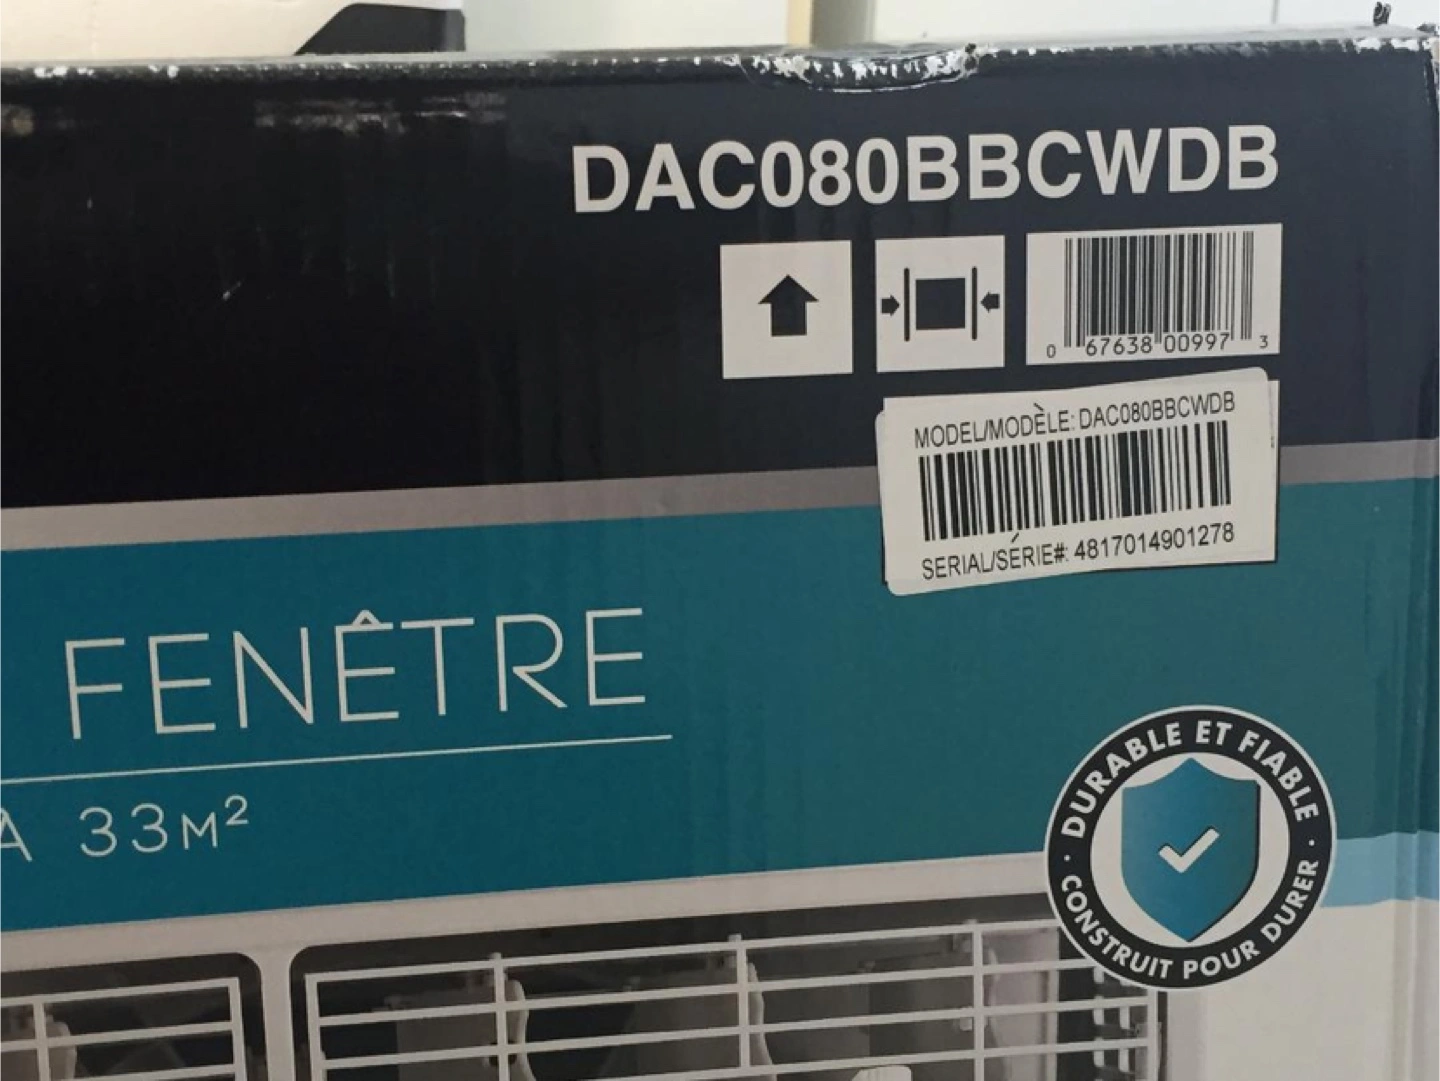 DAC080BBCWDB
0 67638 00997 3
MODEL/MODÈLE: DAC080BBCWDB
SERIAL/SÉRIE#: 4817014901278
FENÊTRE
À 33M²
DURABLE ET FIABLE
CONSTRUIT POUR DURER